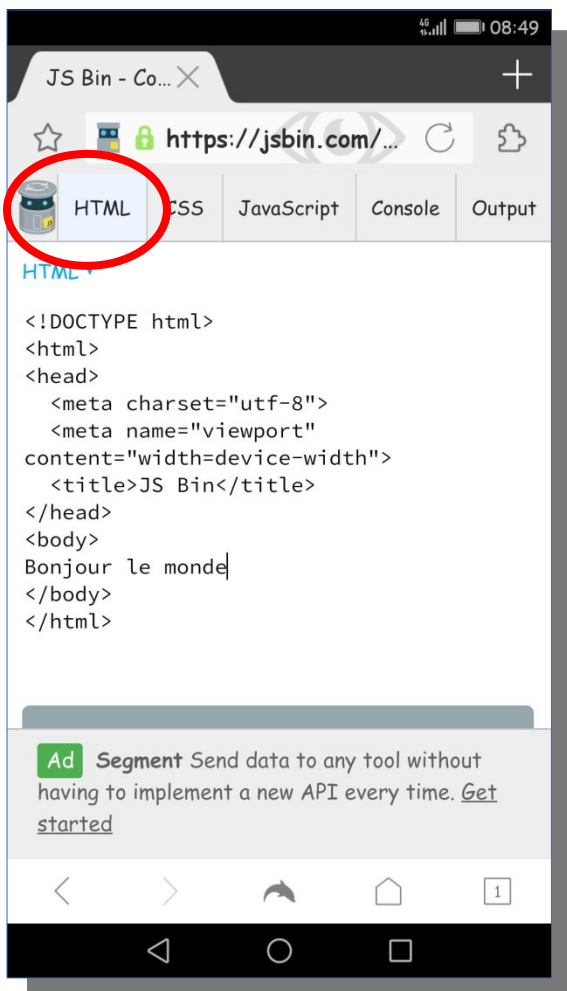 4G 08:49
JS Bin - Co...
https://jsbin.com/...
HTML CSS JavaScript Console Output
HTML
<!DOCTYPE html>
<html>
<head>
<meta charset="utf-8">
<meta name="viewport"
content="width=device-width">
<title>JS Bin</title>
</head>
<body>
Bonjour le monde
</body>
</html>
Ad Segment Send data to any tool without
having to implement a new API every time. Get
started
1